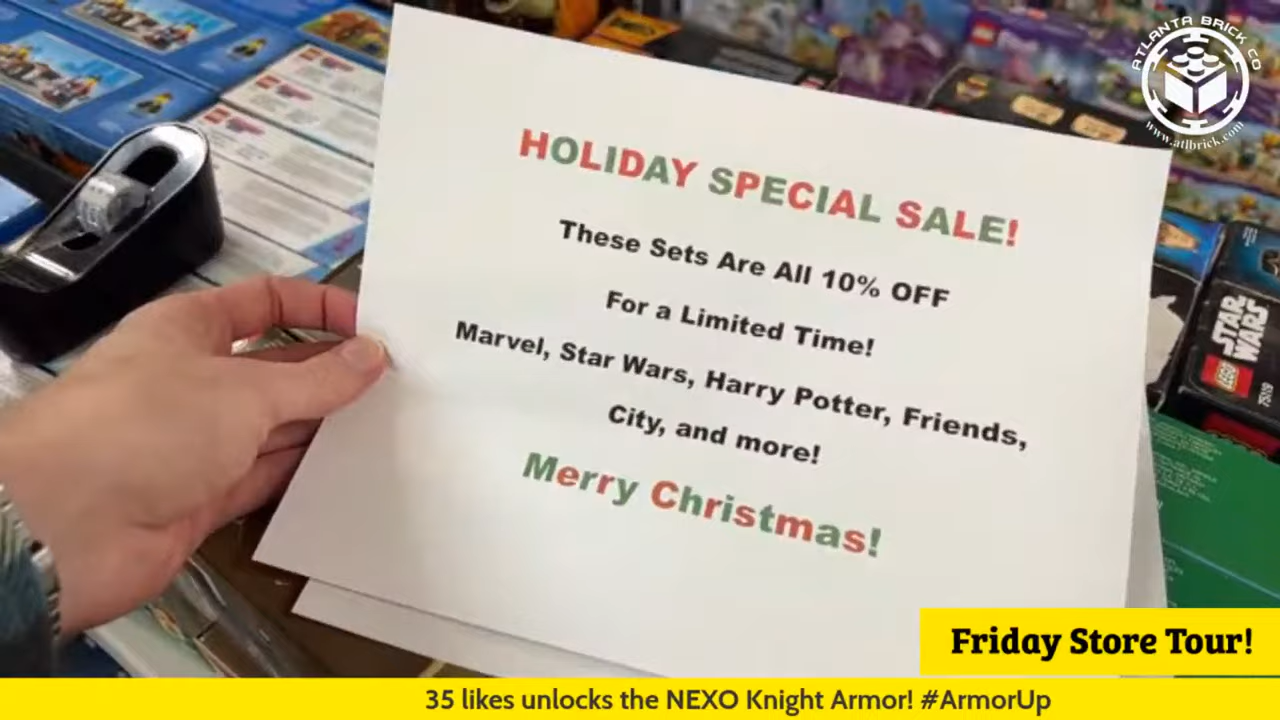 ATLANTA BRICK CO
www.atlbrick.com
HOLIDAY SPECIAL SALE!
These Sets Are All 10% OFF
For a Limited Time!
Marvel, Star Wars, Harry Potter, Friends,
City, and more!
Merry Christmas!
LEGO
STAR
WARS
Friday Store Tour!
35 likes unlocks the NEXO Knight Armor! #ArmorUp